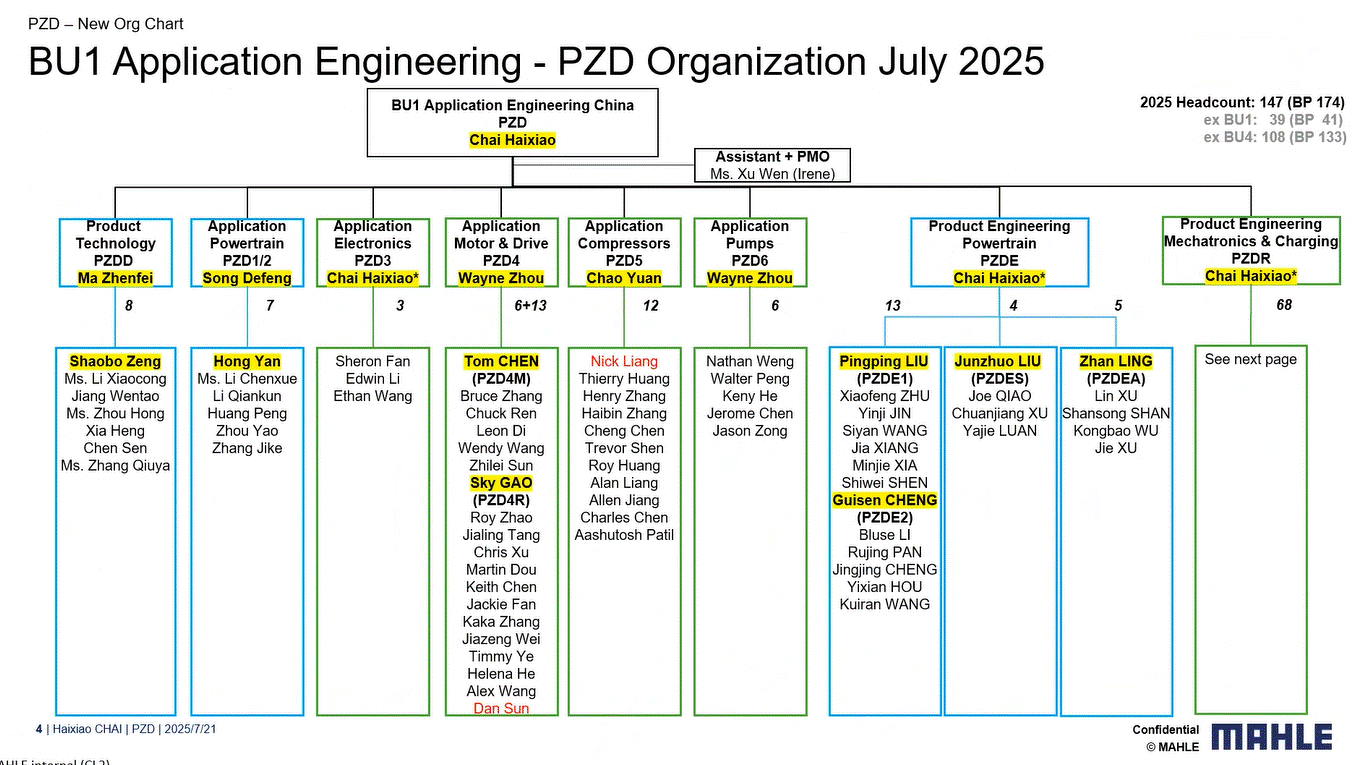 PZD – New Org Chart
BU1 Application Engineering - PZD Organization July 2025
2025 Headcount: 147 (BP 174)
ex BU1: 39 (BP 41)
ex BU4: 108 (BP 133)
BU1 Application Engineering China
PZD
Chai Haixiao
Assistant + PMO
Ms. Xu Wen (Irene)
Product
Technology
PZDD
Ma Zhenfei
8
Shaobo Zeng
Ms. Li Xiaocong
Jiang Wentao
Ms. Zhou Hong
Xia Heng
Chen Sen
Ms. Zhang Qiuya
Application
Powertrain
PZD1/2
Song Defeng
7
Hong Yan
Ms. Li Chenxue
Li Qiankun
Huang Peng
Zhou Yao
Zhang Jike
Application
Electronics
PZD3
Chai Haixiao*
3
Sheron Fan
Edwin Li
Ethan Wang
Application
Motor & Drive
PZD4
Wayne Zhou
6+13
Tom CHEN
(PZD4M)
Bruce Zhang
Chuck Ren
Leon Di
Wendy Wang
Zhilei Sun
Sky GAO
(PZD4R)
Roy Zhao
Jialing Tang
Chris Xu
Martin Dou
Keith Chen
Jackie Fan
Kaka Zhang
Jiazeng Wei
Timmy Ye
Helena He
Alex Wang
Dan Sun
Application
Compressors
PZD5
Chao Yuan
12
Nick Liang
Thierry Huang
Henry Zhang
Haibin Zhang
Cheng Chen
Trevor Shen
Roy Huang
Alan Liang
Allen Jiang
Charles Chen
Aashutosh Patil
Application
Pumps
PZD6
Wayne Zhou
6
Nathan Weng
Walter Peng
Keny He
Jerome Chen
Jason Zong
Product Engineering
Powertrain
PZDE
Chai Haixiao*
13
Pingping LIU
(PZDE1)
Xiaofeng ZHU
Yinji JIN
Siyan WANG
Jia XIANG
Minjie XIA
Shiwei SHEN
Guisen CHENG
(PZDE2)
Bluse LI
Rujing PAN
Jingjing CHENG
Yixian HOU
Kuiran WANG
4
Junzhuo LIU
(PZDES)
Joe QIAO
Chuanjiang XU
Yajie LUAN
5
Zhan LING
(PZDEA)
Lin XU
Shansong SHAN
Kongbao WU
Jie XU
Product Engineering
Mechatronics & Charging
PZDR
Chai Haixiao*
68
See next page
4 | Haixiao CHAI | PZD | 2025/7/21
Confidential
© MAHLE
MAHLE